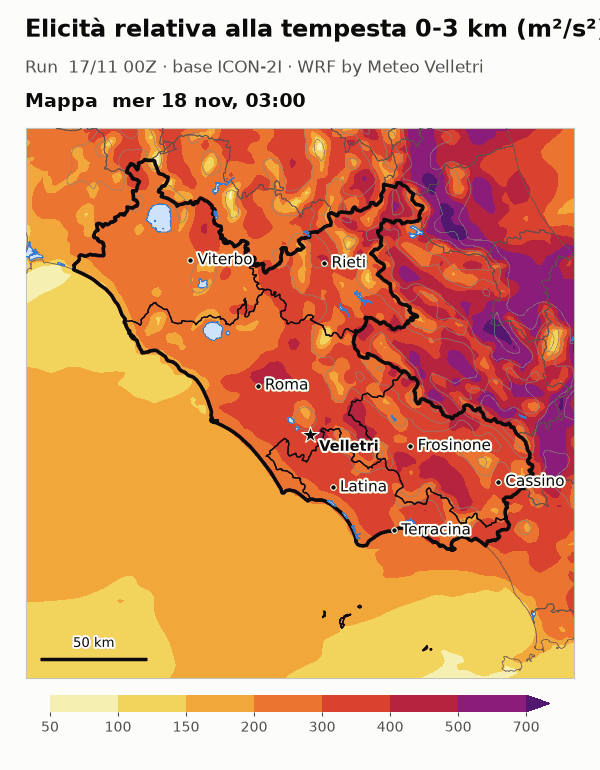 Elicità relativa alla tempesta 0-3 km (m²/s²)
Run 17/11 00Z · base ICON-2I · WRF by Meteo Velletri
Mappa mer 18 nov, 03:00
Viterbo
Rieti
Roma
Velletri
Frosinone
Cassino
Latina
Terracina
50 km
50 100 150 200 300 400 500 700